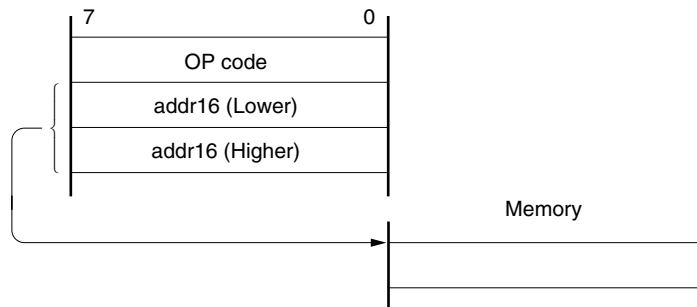 7 0
OP code
addr16 (Lower)
addr16 (Higher)
Memory